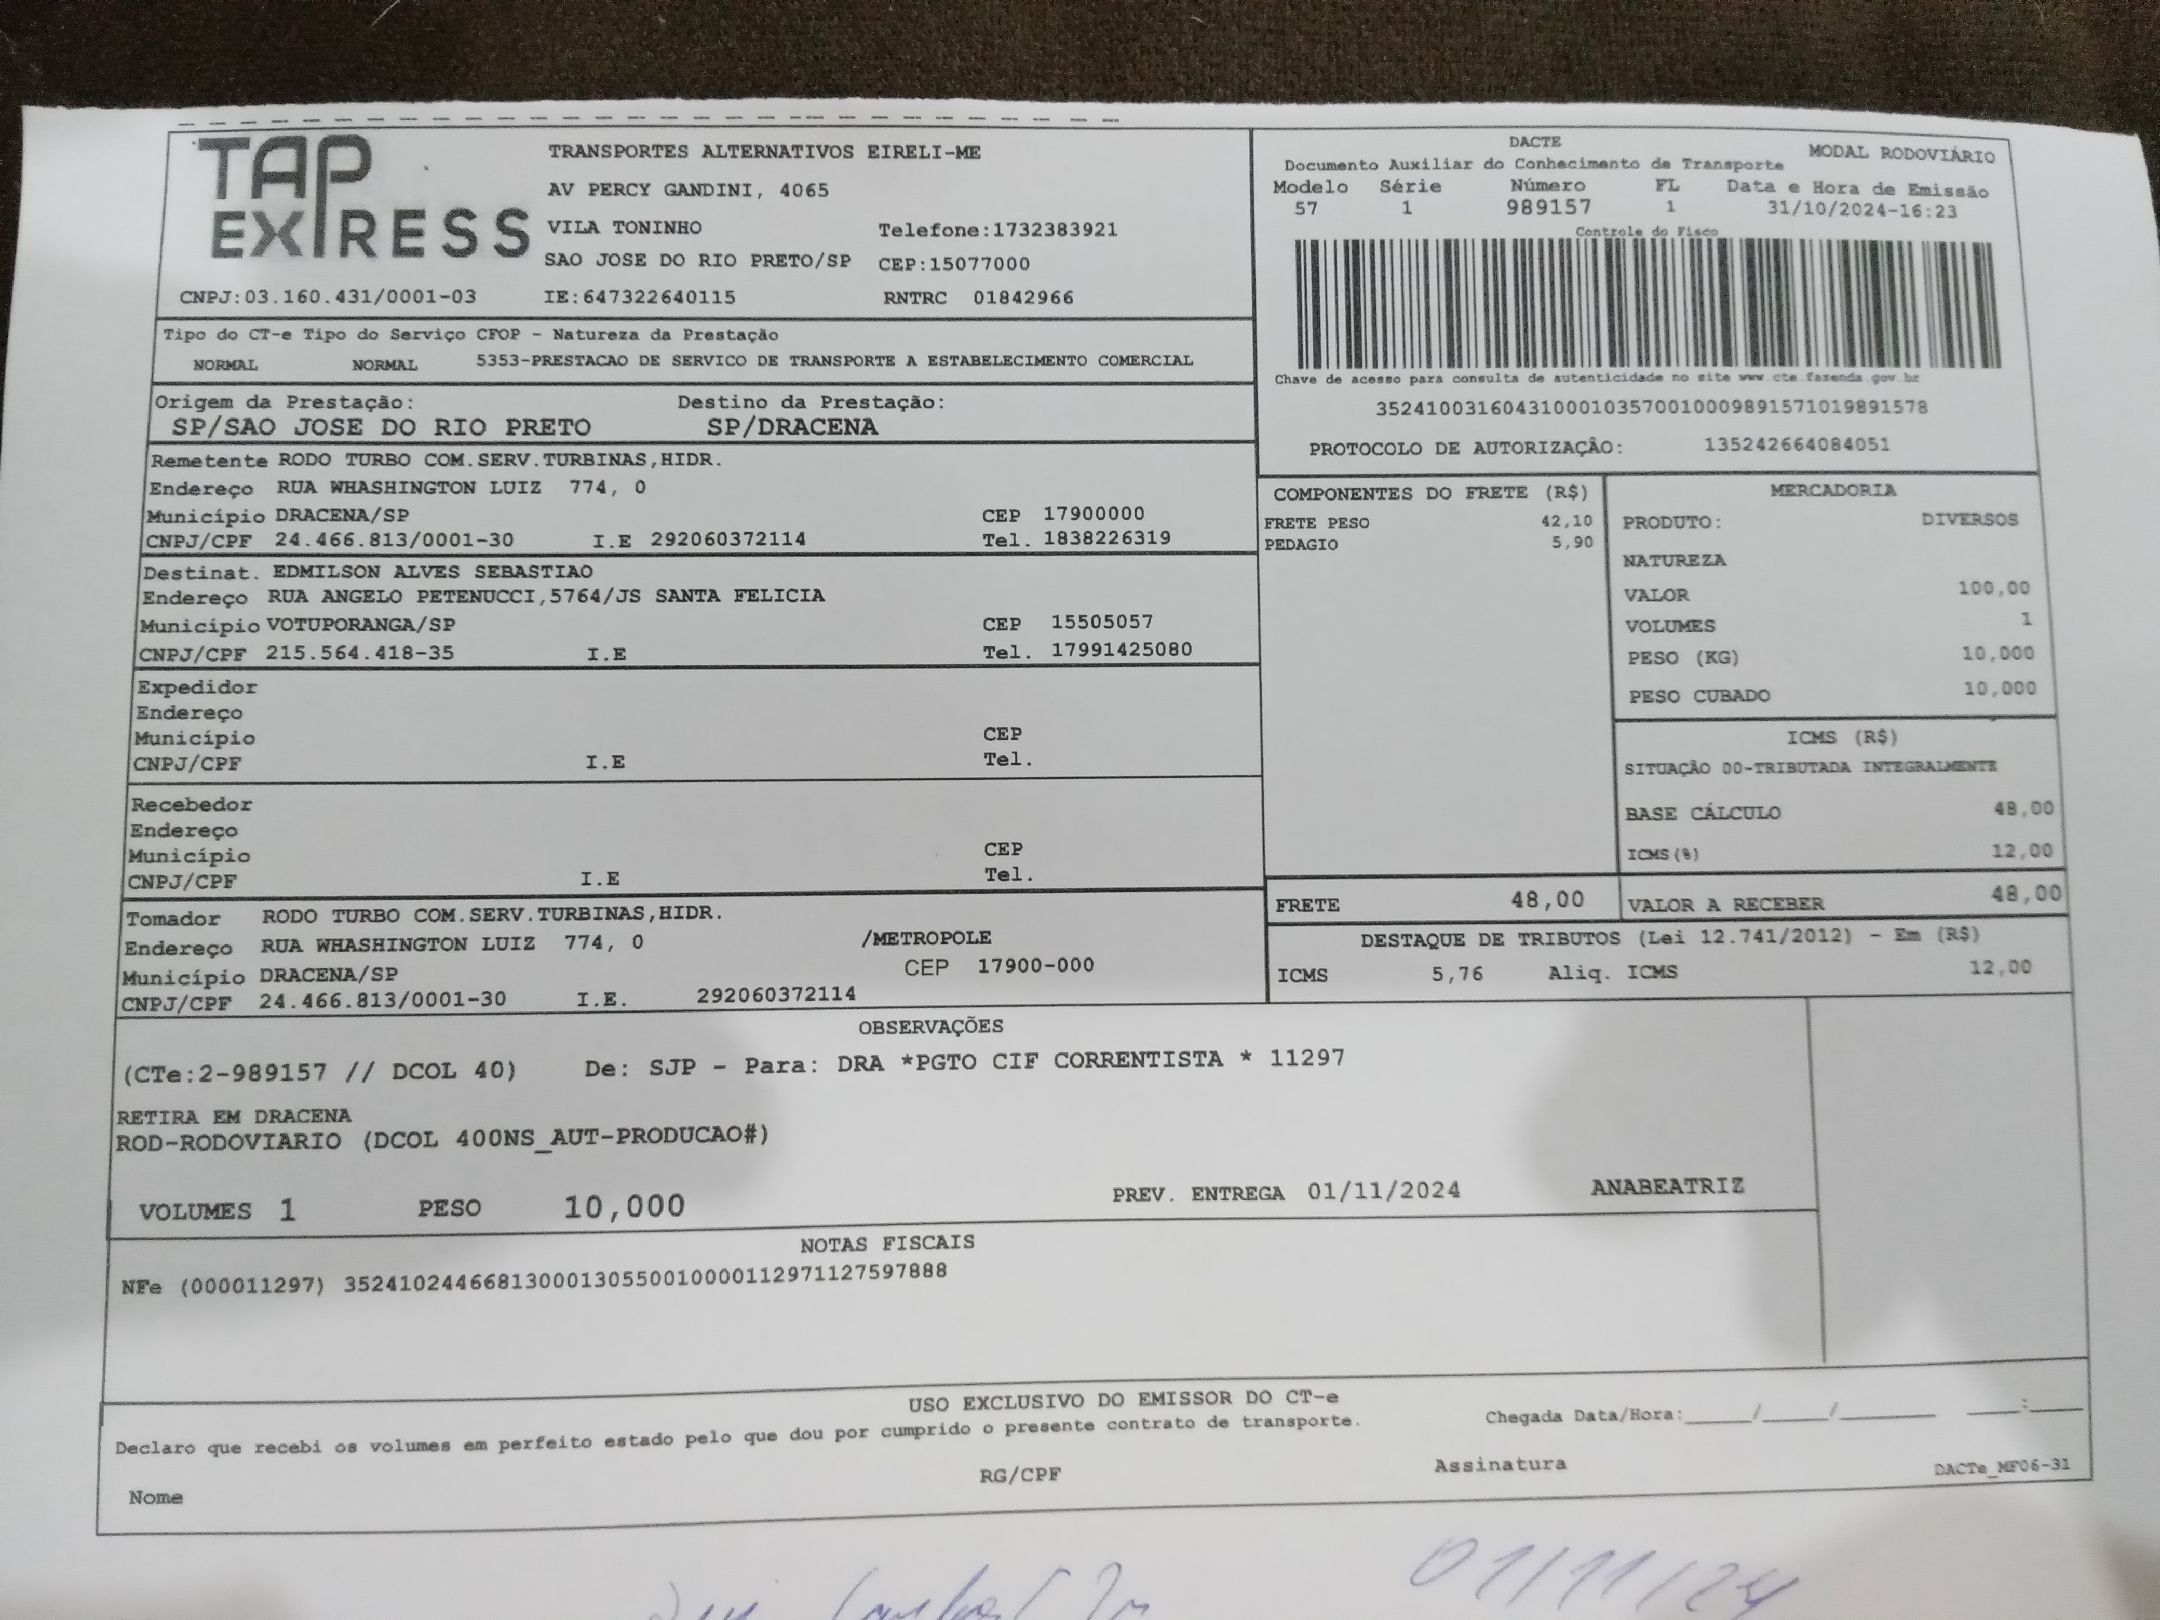 TAP EXPRESS
TRANSPORTES ALTERNATIVOS EIRELI-ME
AV PERCY GANDINI, 4065
VILA TONINHO Telefone:1732383921
SAO JOSE DO RIO PRETO/SP CEP:15077000
CNPJ:03.160.431/0001-03 IE:647322640115 RNTRC 01842966
DACTE
Documento Auxiliar do Conhecimento de Transporte MODAL RODOVIÁRIO
Modelo Série Número FL Data e Hora de Emissão
57 1 989157 1 31/10/2024-16:23
Controle do Fisco
Chave de acesso para consulta de autenticidade no site www.cte.fazenda.gov.br
35241003160431000103570010009891571019891578
PROTOCOLO DE AUTORIZAÇÂO: 135242664084051
Tipo do CT-e Tipo do Serviço CFOP - Natureza da Prestação
NORMAL NORMAL 5353-PRESTACAO DE SERVICO DE TRANSPORTE A ESTABELECIMENTO COMERCIAL
Origem da Prestação: Destino da Prestação:
SP/SAO JOSE DO RIO PRETO SP/DRACENA
Remetente RODO TURBO COM.SERV.TURBINAS,HIDR.
Endereço RUA WHASHINGTON LUIZ 774, 0
Município DRACENA/SP CEP 17900000
CNPJ/CPF 24.466.813/0001-30 I.E 292060372114 Tel. 1838226319
Destinat. EDMILSON ALVES SEBASTIAO
Endereço RUA ANGELO PETENUCCI,5764/JS SANTA FELICIA
Município VOTUPORANGA/SP CEP 15505057
CNPJ/CPF 215.564.418-35 I.E Tel. 17991425080
Expedidor
Endereço
Município CEP
CNPJ/CPF I.E Tel.
Recebedor
Endereço
Município CEP
CNPJ/CPF I.E Tel.
Tomador RODO TURBO COM.SERV.TURBINAS,HIDR.
Endereço RUA WHASHINGTON LUIZ 774, 0 /METROPOLE
Município DRACENA/SP CEP 17900-000
CNPJ/CPF 24.466.813/0001-30 I.E. 292060372114
COMPONENTES DO FRETE (R$)
FRETE PESO 42,10
PEDAGIO 5,90
MERCADORIA
PRODUTO: DIVERSOS
NATUREZA
VALOR 100,00
VOLUMES 1
PESO (KG) 10,000
PESO CUBADO 10,000
ICMS (R$)
SITUAÇÃO 00-TRIBUTADA INTEGRALMENTE
BASE CÁLCULO 48,00
ICMS(%) 12,00
FRETE 48,00 VALOR A RECEBER 48,00
DESTAQUE DE TRIBUTOS (Lei 12.741/2012) - Em (R$)
ICMS 5,76 Aliq. ICMS 12,00
OBSERVAÇÕES
(CTe:2-989157 // DCOL 40) De: SJP - Para: DRA *PGTO CIF CORRENTISTA * 11297
RETIRA EM DRACENA
ROD-RODOVIARIO (DCOL 400NS_AUT-PRODUCAO#)
VOLUMES 1 PESO 10,000 PREV. ENTREGA 01/11/2024 ANABEATRIZ
NOTAS FISCAIS
NFe (000011297) 35241024466813000130550010000112971127597888
USO EXCLUSIVO DO EMISSOR DO CT-e
Declaro que recebi os volumes em perfeito estado pelo que dou por cumprido o presente contrato de transporte. Chegada Data/Hora:_____/_____/_______ ____:____
Nome RG/CPF Assinatura DACTe_MF06-31
01/11/24